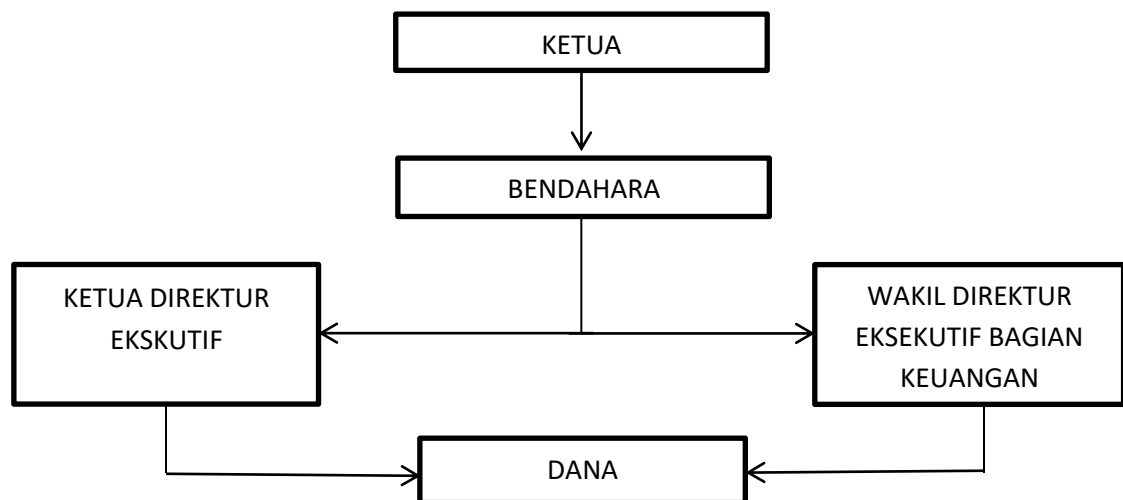 KETUA
BENDAHARA
KETUA DIREKTUR
EKSKUTIF
WAKIL DIREKTUR
EKSEKUTIF BAGIAN
KEUANGAN
DANA